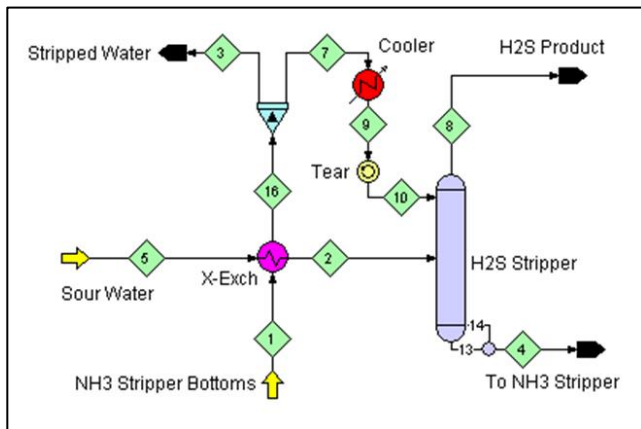 Stripped Water
3
7
Cooler
H2S Product
9
8
Tear
10
16
5
X-Exch
2
H2S Stripper
Sour Water
1
14
13
4
NH3 Stripper Bottoms
To NH3 Stripper